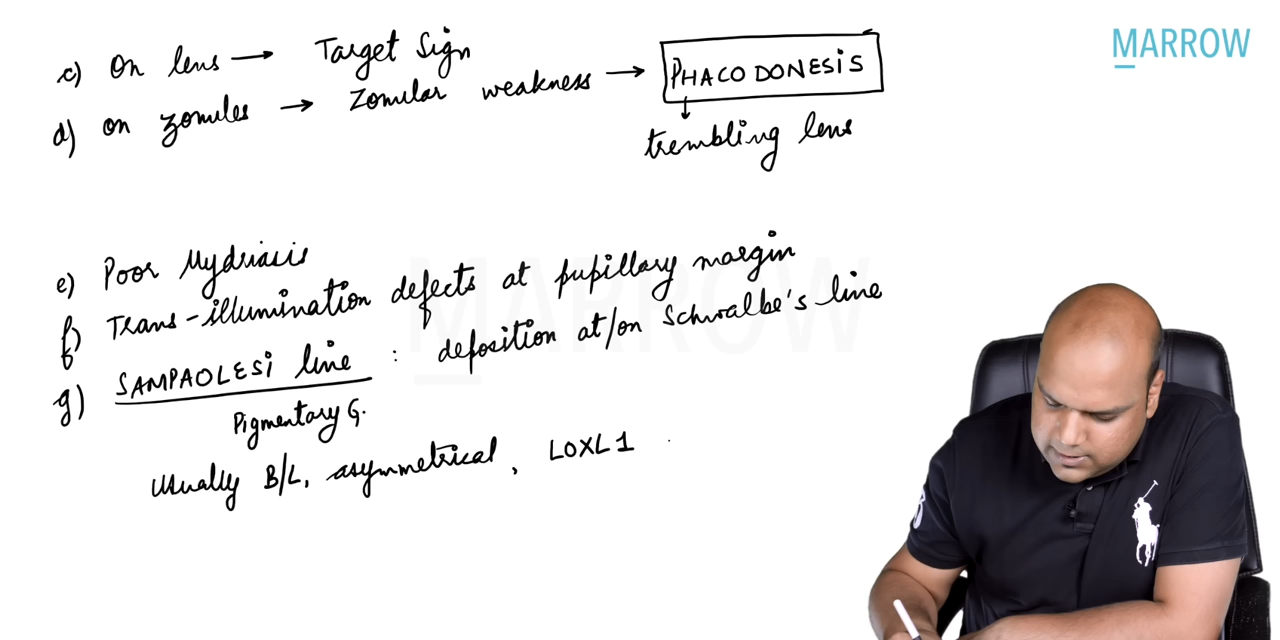 MARROW
c) On lens → Target Sign
d) on zonules → Zonular weakness → PHACODONESIS
↓
trembling lens
e) Poor Mydriasis
f) Trans-illumination defects at pupillary margin
g) SAMPAOLESI line : deposition at/on Schwalbe's line
Pigmentary G.
Usually B/L, asymmetrical, LOXL1
MARROW